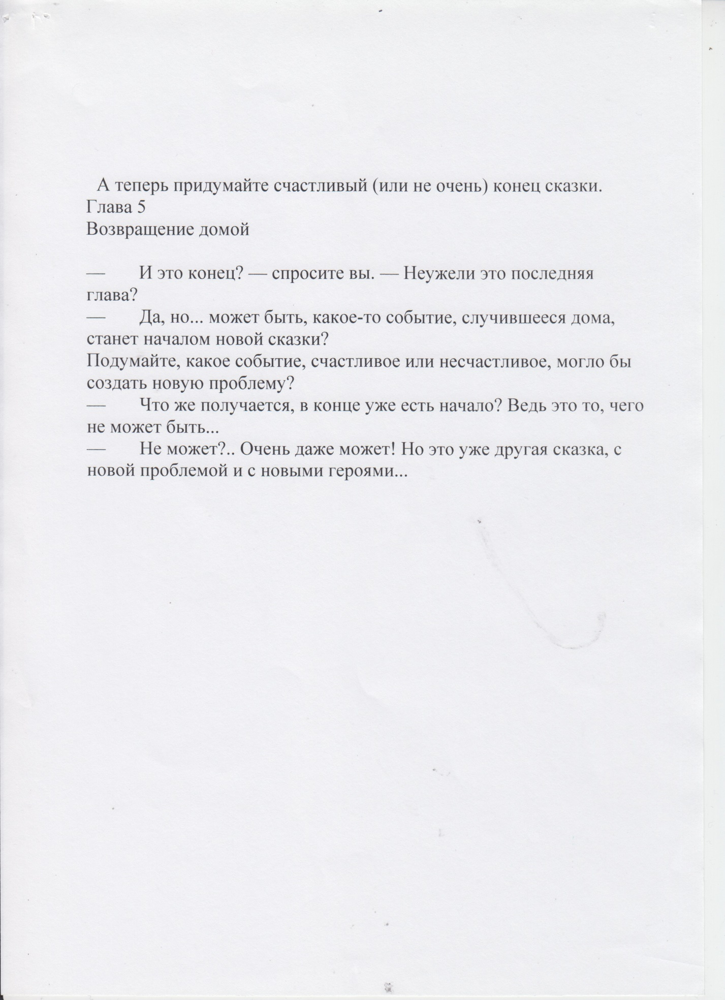 А теперь придумайте счастливый (или не очень) конец сказки.
Глава 5
Возвращение домой
— И это конец? — спросите вы. — Неужели это последняя
глава?
— Да, но... может быть, какое-то событие, случившееся дома,
станет началом новой сказки?
Подумайте, какое событие, счастливое или несчастливое, могло бы
создать новую проблему?
— Что же получается, в конце уже есть начало? Ведь это то, чего
не может быть...
— Не может?.. Очень даже может! Но это уже другая сказка, с
новой проблемой и с новыми героями...